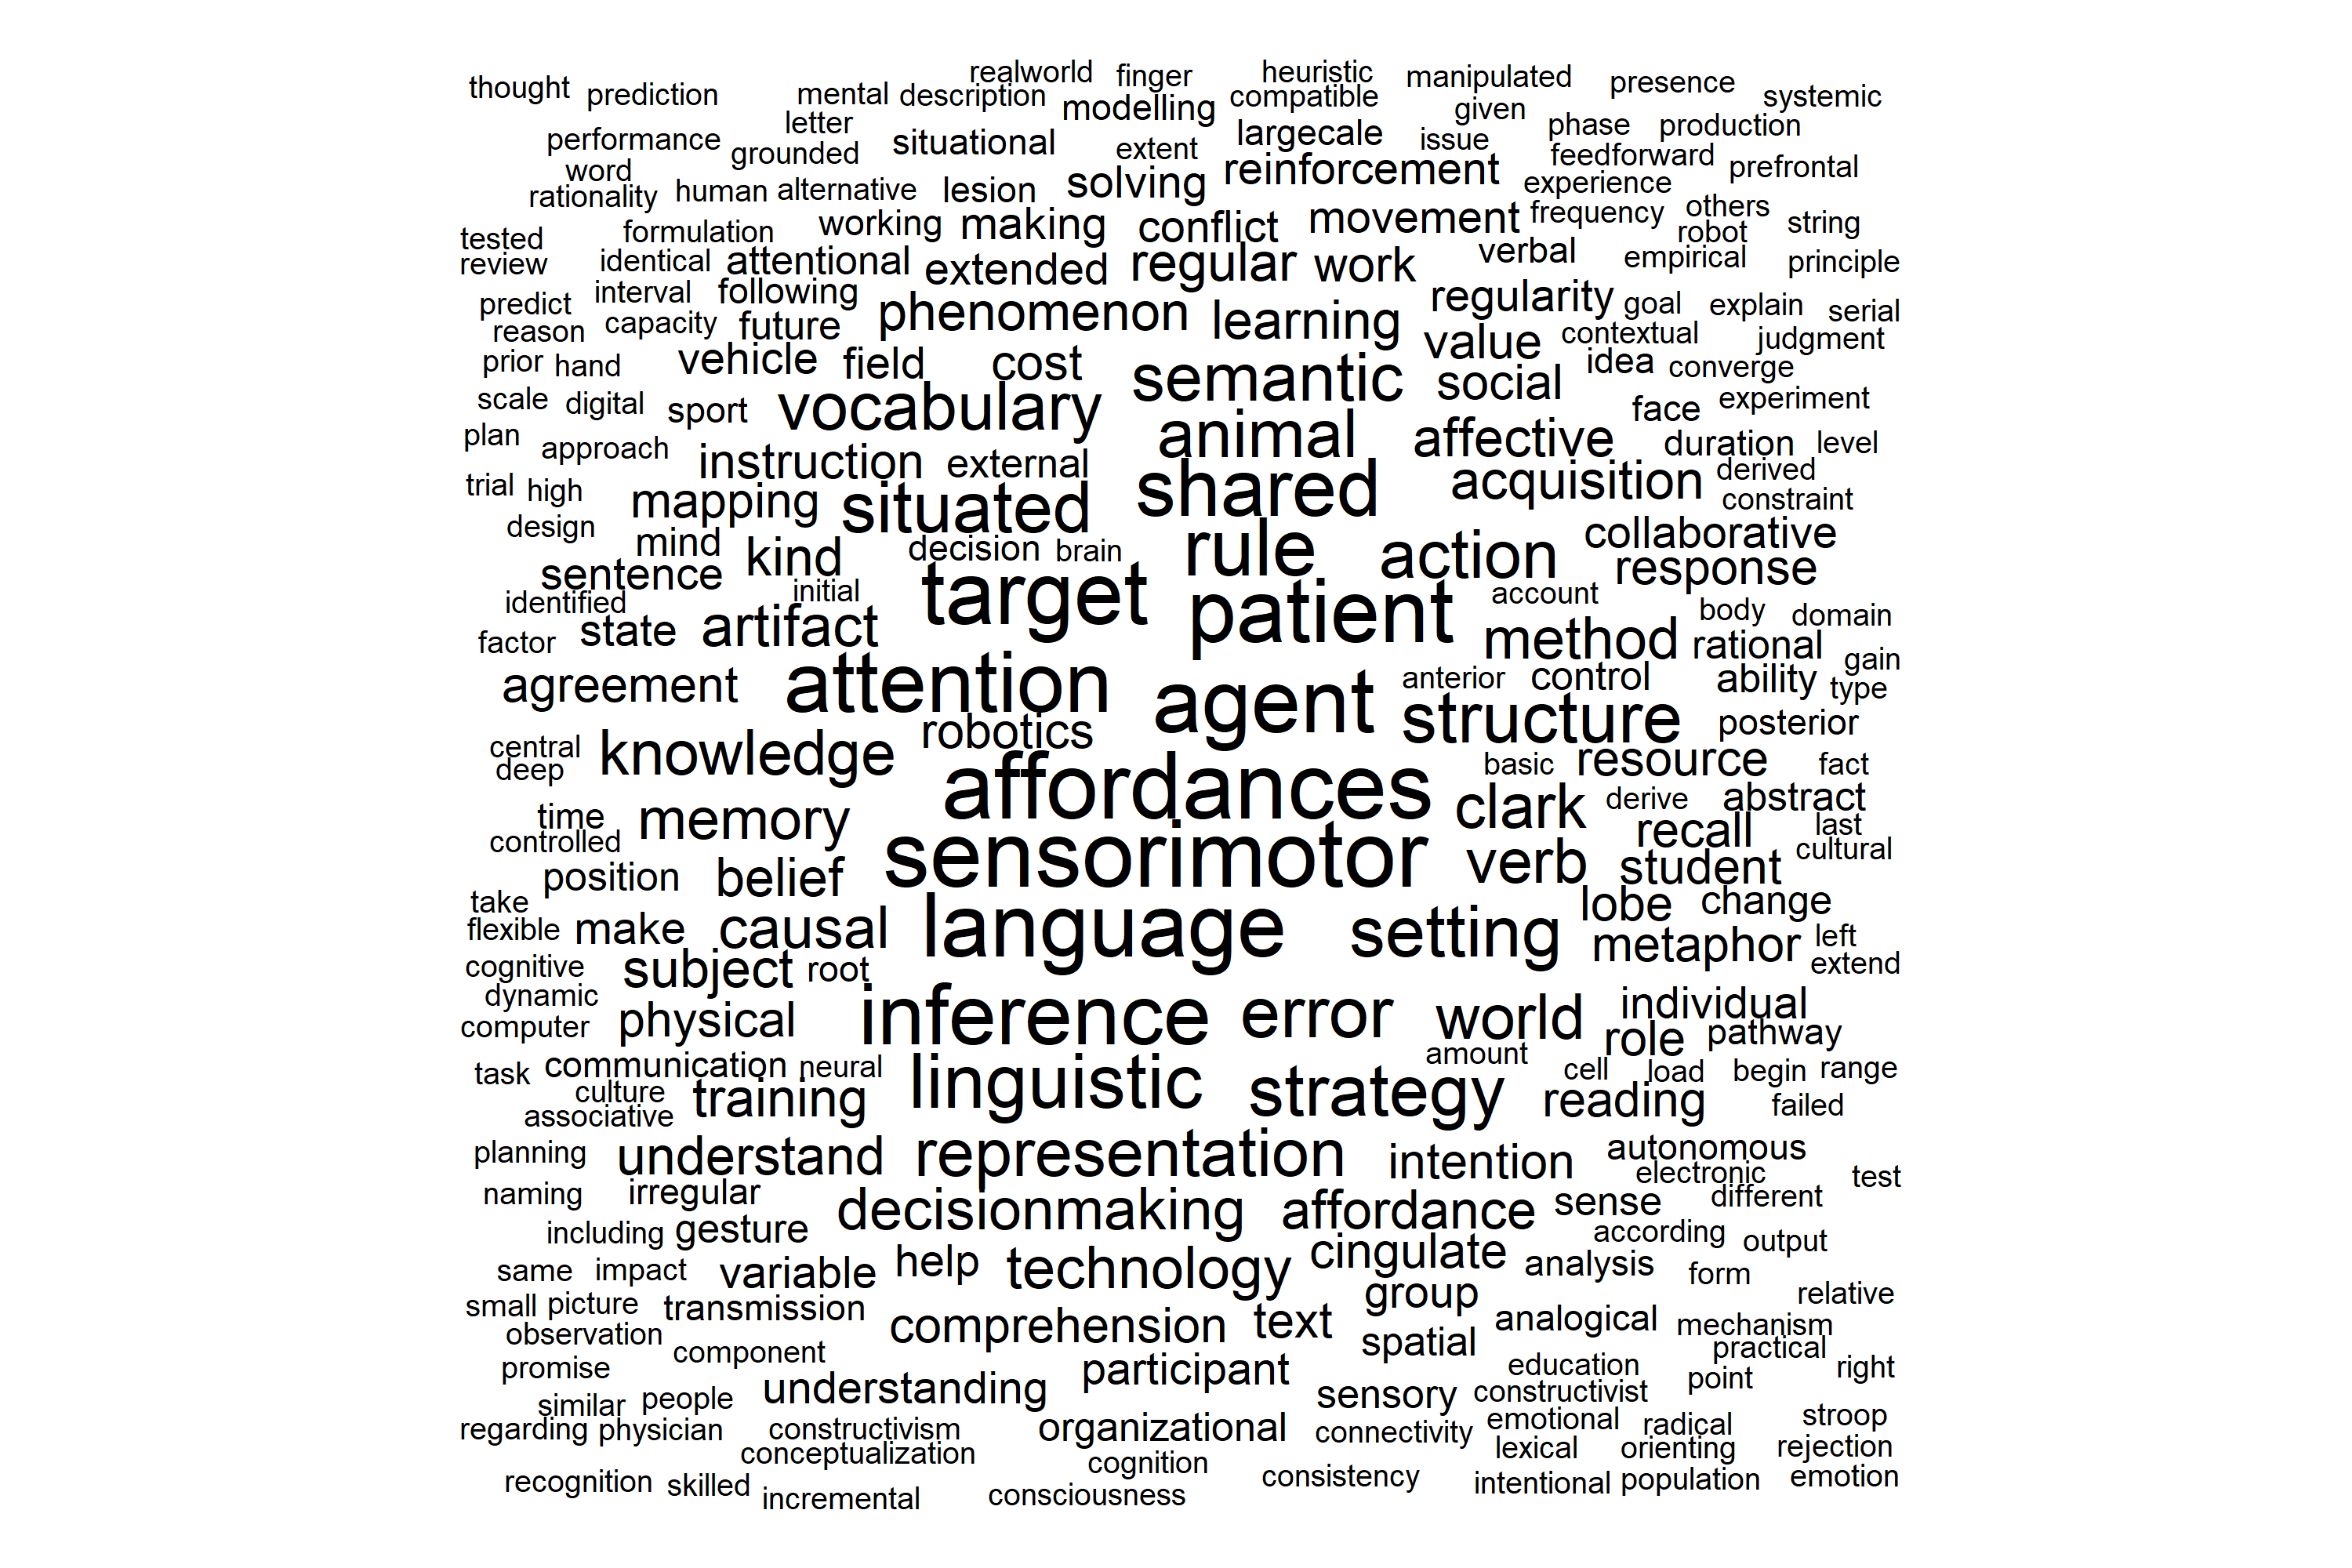 realworld finger heuristic manipulated presence
thought prediction mental description modelling compatible given systemic
letter
performance grounded situational extent largecale issue phase production
word feedforward prefrontal
rationality human alternative lesion solving reinforcement experience
working making conflict movement frequency others
tested formulation robot string
review identical attentional extended regular work verbal empirical principle
predict interval following phenomenon learning regularity goal explain serial
reason capacity future value contextual judgment
prior hand vehicle field cost semantic social idea converge
scale digital sport vocabulary face experiment
plan approach instruction external animal affective duration level
trial high mapping situated shared acquisition derived
design constraint
mind kind decision brain rule action collaborative
sentence initial target patient response
identified account body domain
factor state artifact method rational
agreement attention agent anterior control ability gain
type
robotics structure posterior
central knowledge basic resource fact
deep
time memory affordances clark derive abstract
controlled recall last
position belief sensorimotor verb student cultural
take lobe change
flexible make causal language setting metaphor left
cognitive subject root extend
dynamic
computer physical inference error world individual
role pathway
task communication neural amount cell load begin range
culture training linguistic strategy reading failed
associative
planning understand representation intention autonomous
electronic test
naming irregular decisionmaking affordance sense different
including gesture according output
same impact variable help technology cingulate analysis form
small picture transmission group relative
observation comprehension text spatial analogical mechanism
component practical
promise participant education point right
similar people understanding sensory constructivist
regarding physician constructivism organizational connectivity emotional radical stroop
conceptualization lexical orienting rejection
recognition skilled cognition consistency intentional population emotion
incremental consciousness